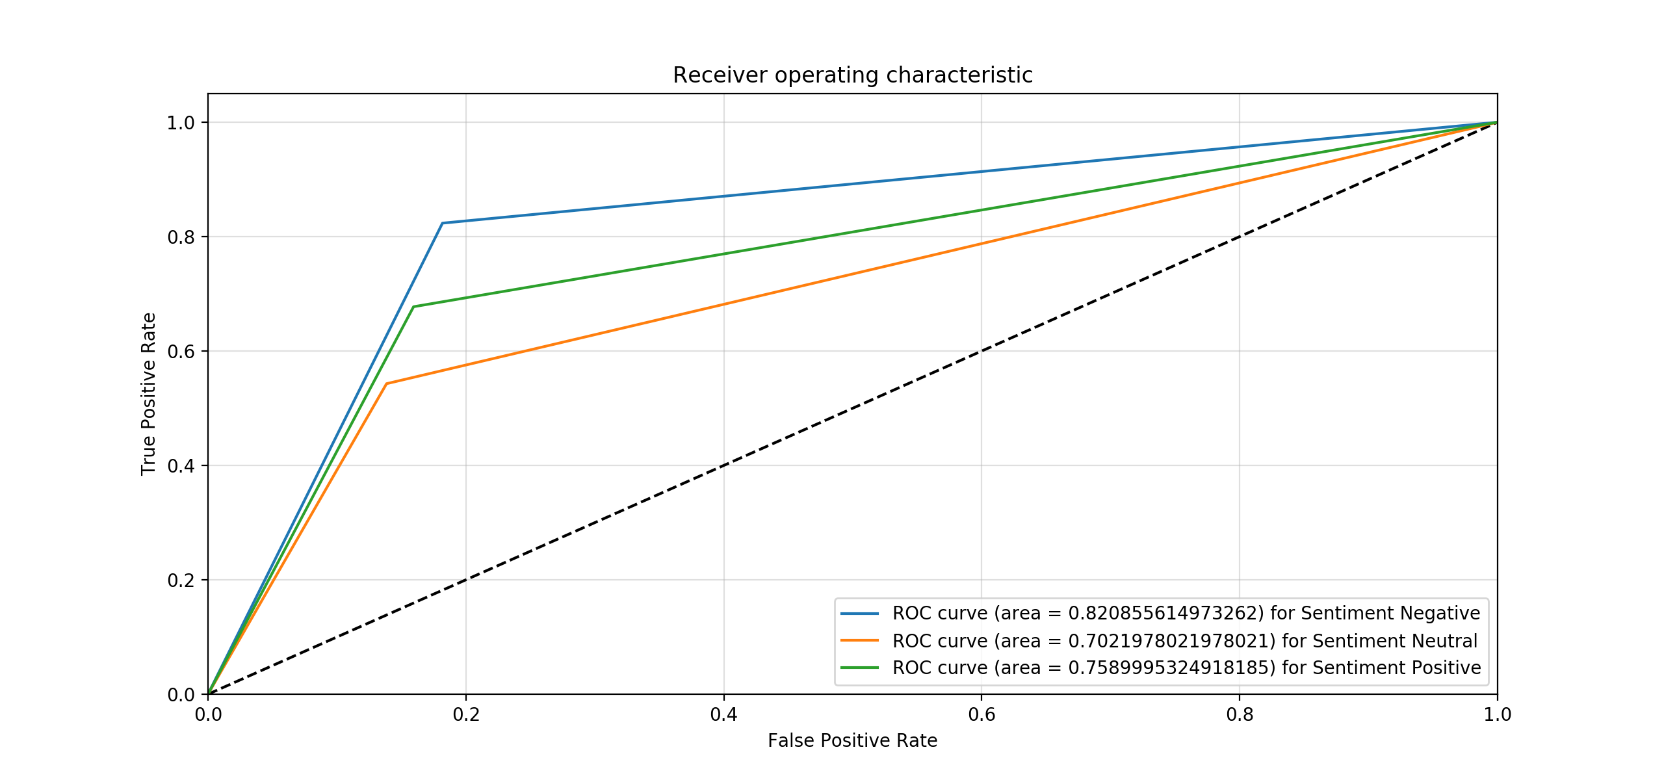 Receiver operating characteristic
1.0
0.8
0.6
0.4
0.2
0.0
True Positive Rate
0.0 0.2 0.4 0.6 0.8 1.0
False Positive Rate
ROC curve (area = 0.820855614973262) for Sentiment Negative
ROC curve (area = 0.7021978021978021) for Sentiment Neutral
ROC curve (area = 0.7589995324918185) for Sentiment Positive